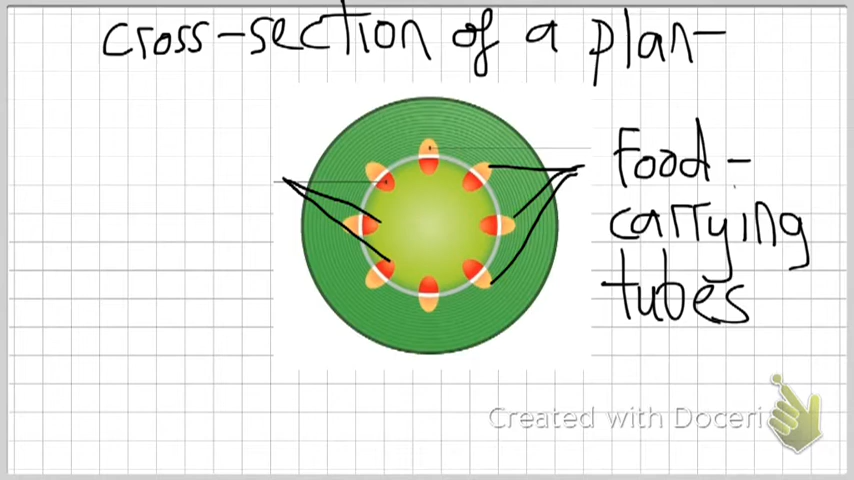 cross-section of a plan-
Food-
carrying
tubes
Created with Doceri